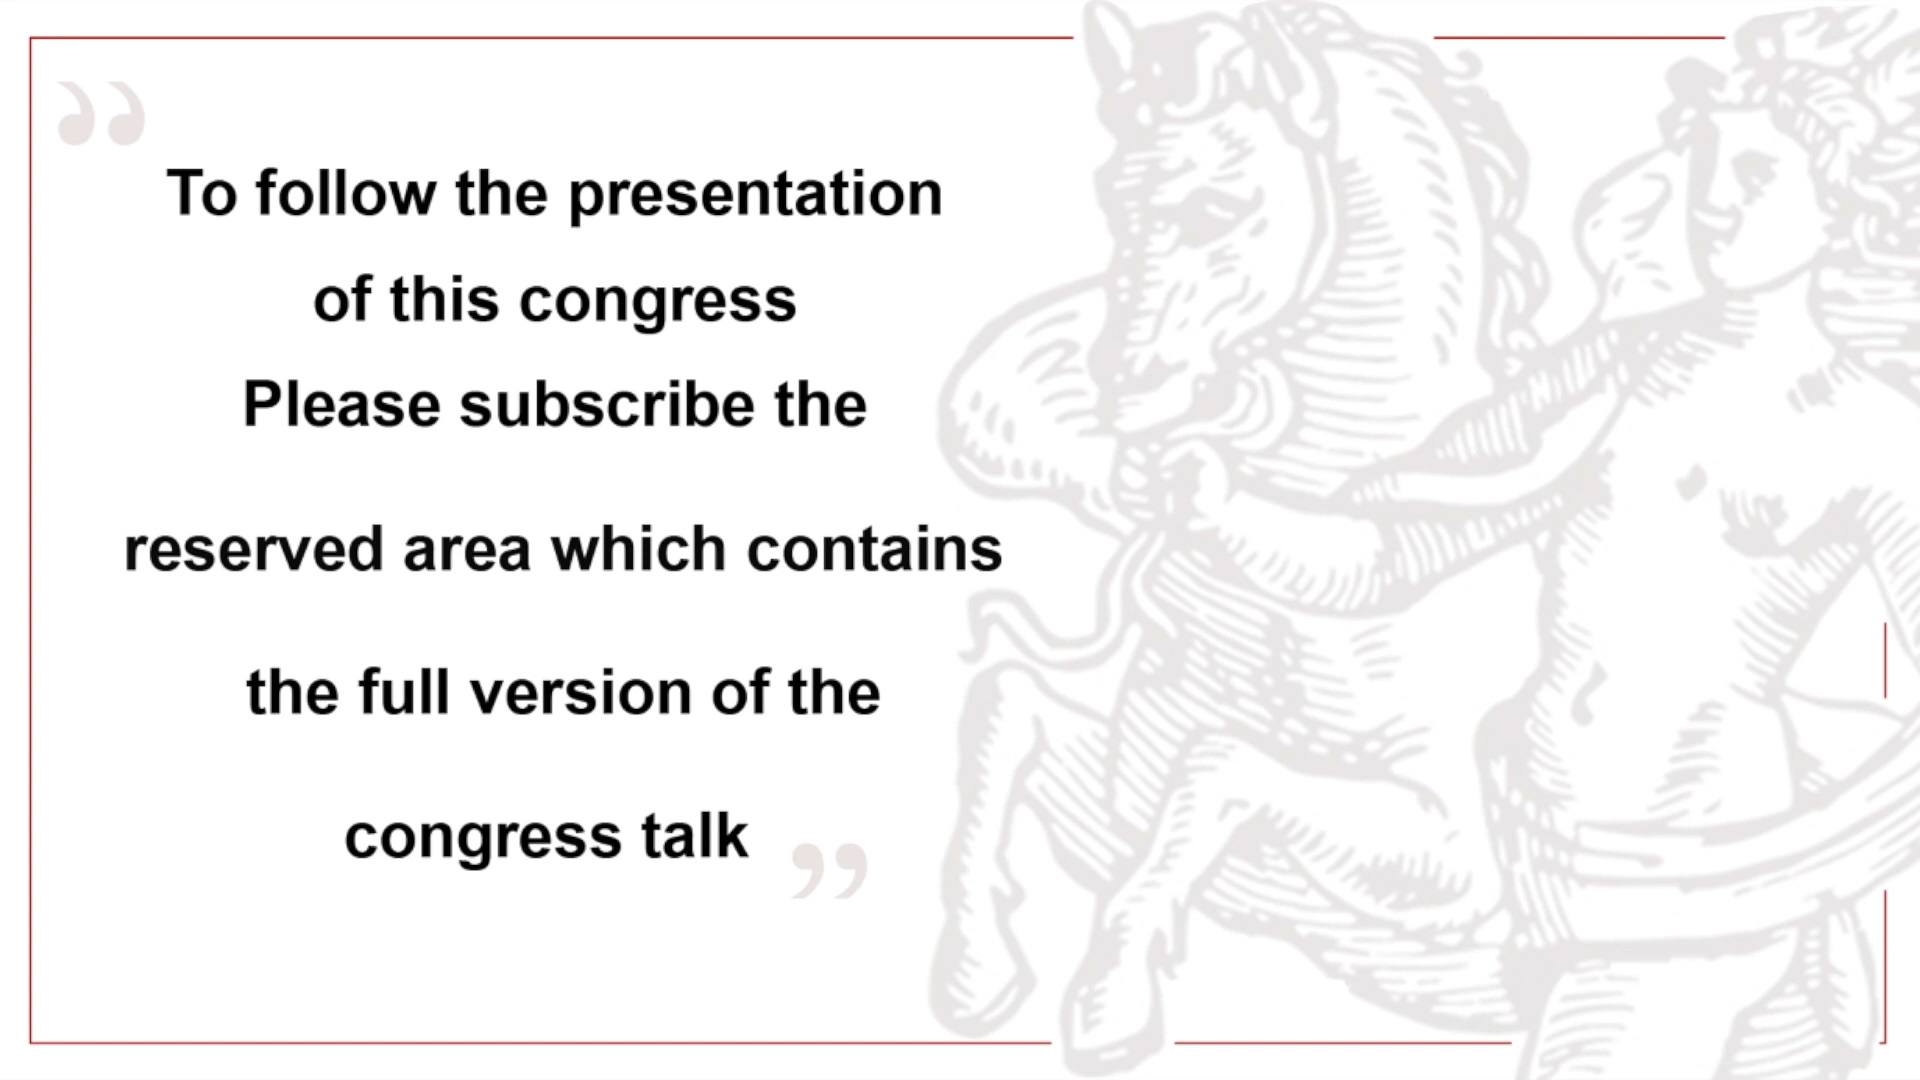 ”
To follow the presentation
of this congress
Please subscribe the
reserved area which contains
the full version of the
congress talk ”